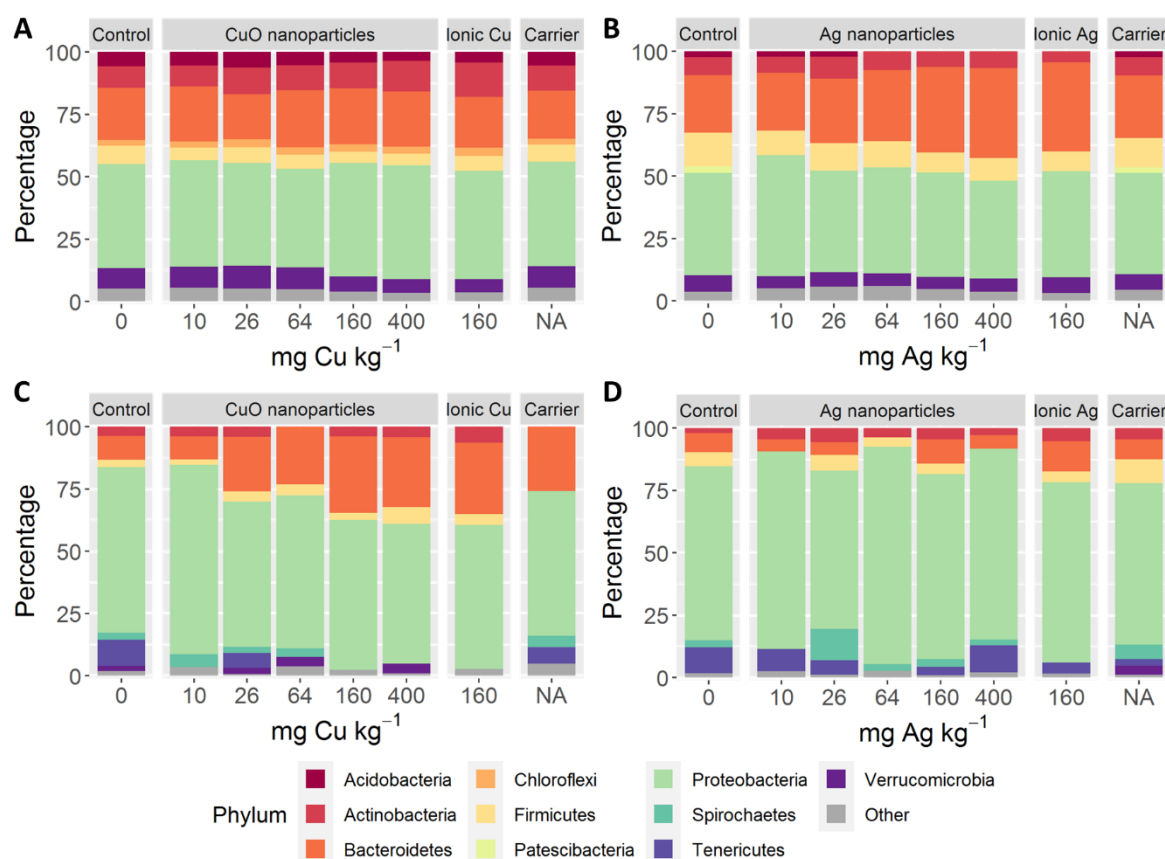 A
Control CuO nanoparticles Ionic Cu Carrier
100
75
50
25
0
Percentage
0 10 26 64 160 400 160 NA
mg Cu kg⁻¹
B
Control Ag nanoparticles Ionic Ag Carrier
100
75
50
25
0
Percentage
0 10 26 64 160 400 160 NA
mg Ag kg⁻¹
C
Control CuO nanoparticles Ionic Cu Carrier
100
75
50
25
0
Percentage
0 10 26 64 160 400 160 NA
mg Cu kg⁻¹
D
Control Ag nanoparticles Ionic Ag Carrier
100
75
50
25
0
Percentage
0 10 26 64 160 400 160 NA
mg Ag kg⁻¹
Phylum
Acidobacteria
Actinobacteria
Bacteroidetes
Chloroflexi
Firmicutes
Patescibacteria
Proteobacteria
Spirochaetes
Tenericutes
Verrucomicrobia
Other